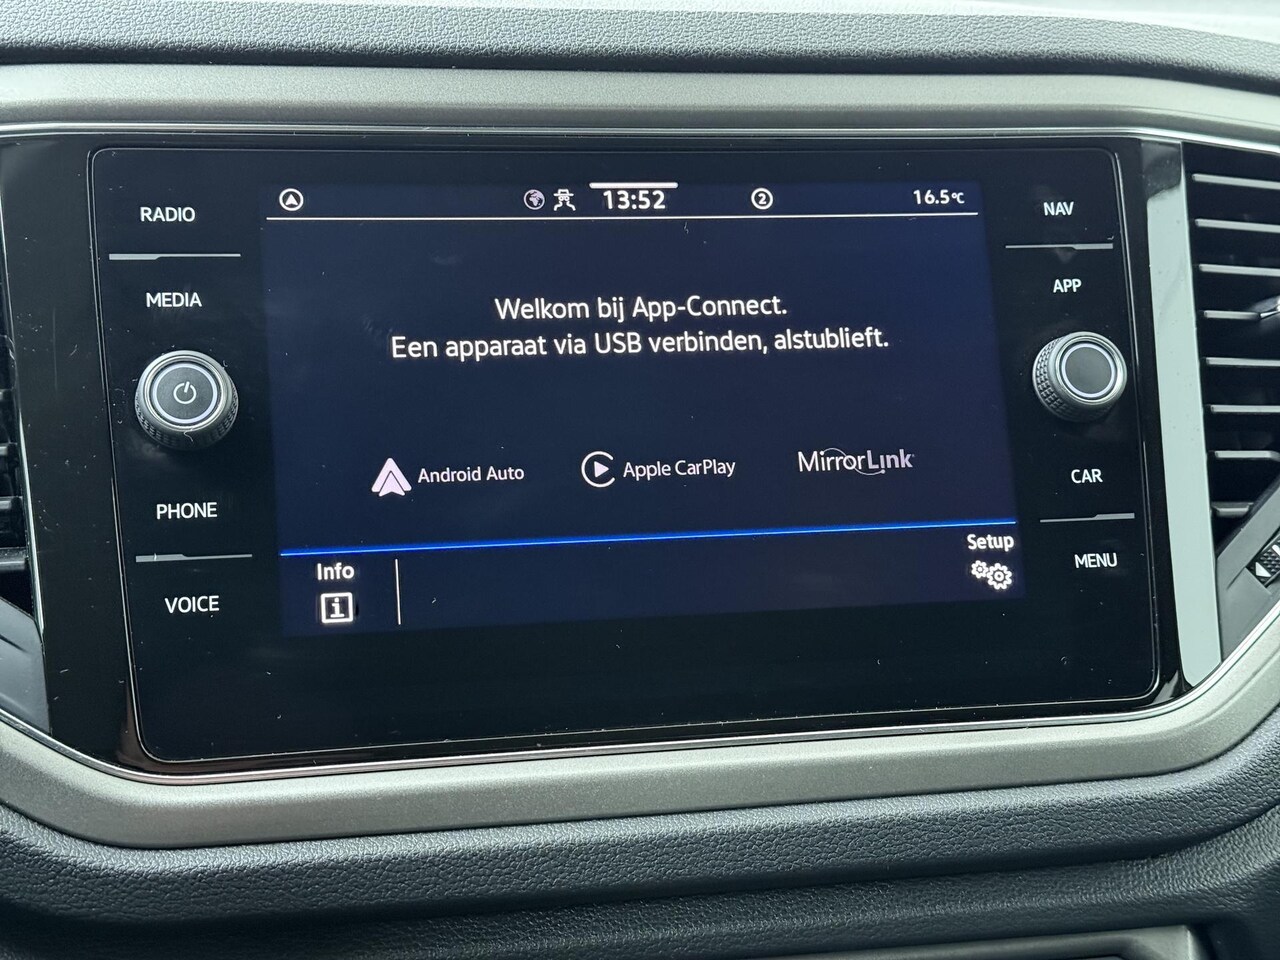 RADIO
MEDIA
PHONE
VOICE
13:52
2
16.5°C
Welkom bij App-Connect.
Een apparaat via USB verbinden, alstublieft.
Android Auto
Apple CarPlay
MirrorLink
Info
i
Setup
NAV
APP
CAR
MENU